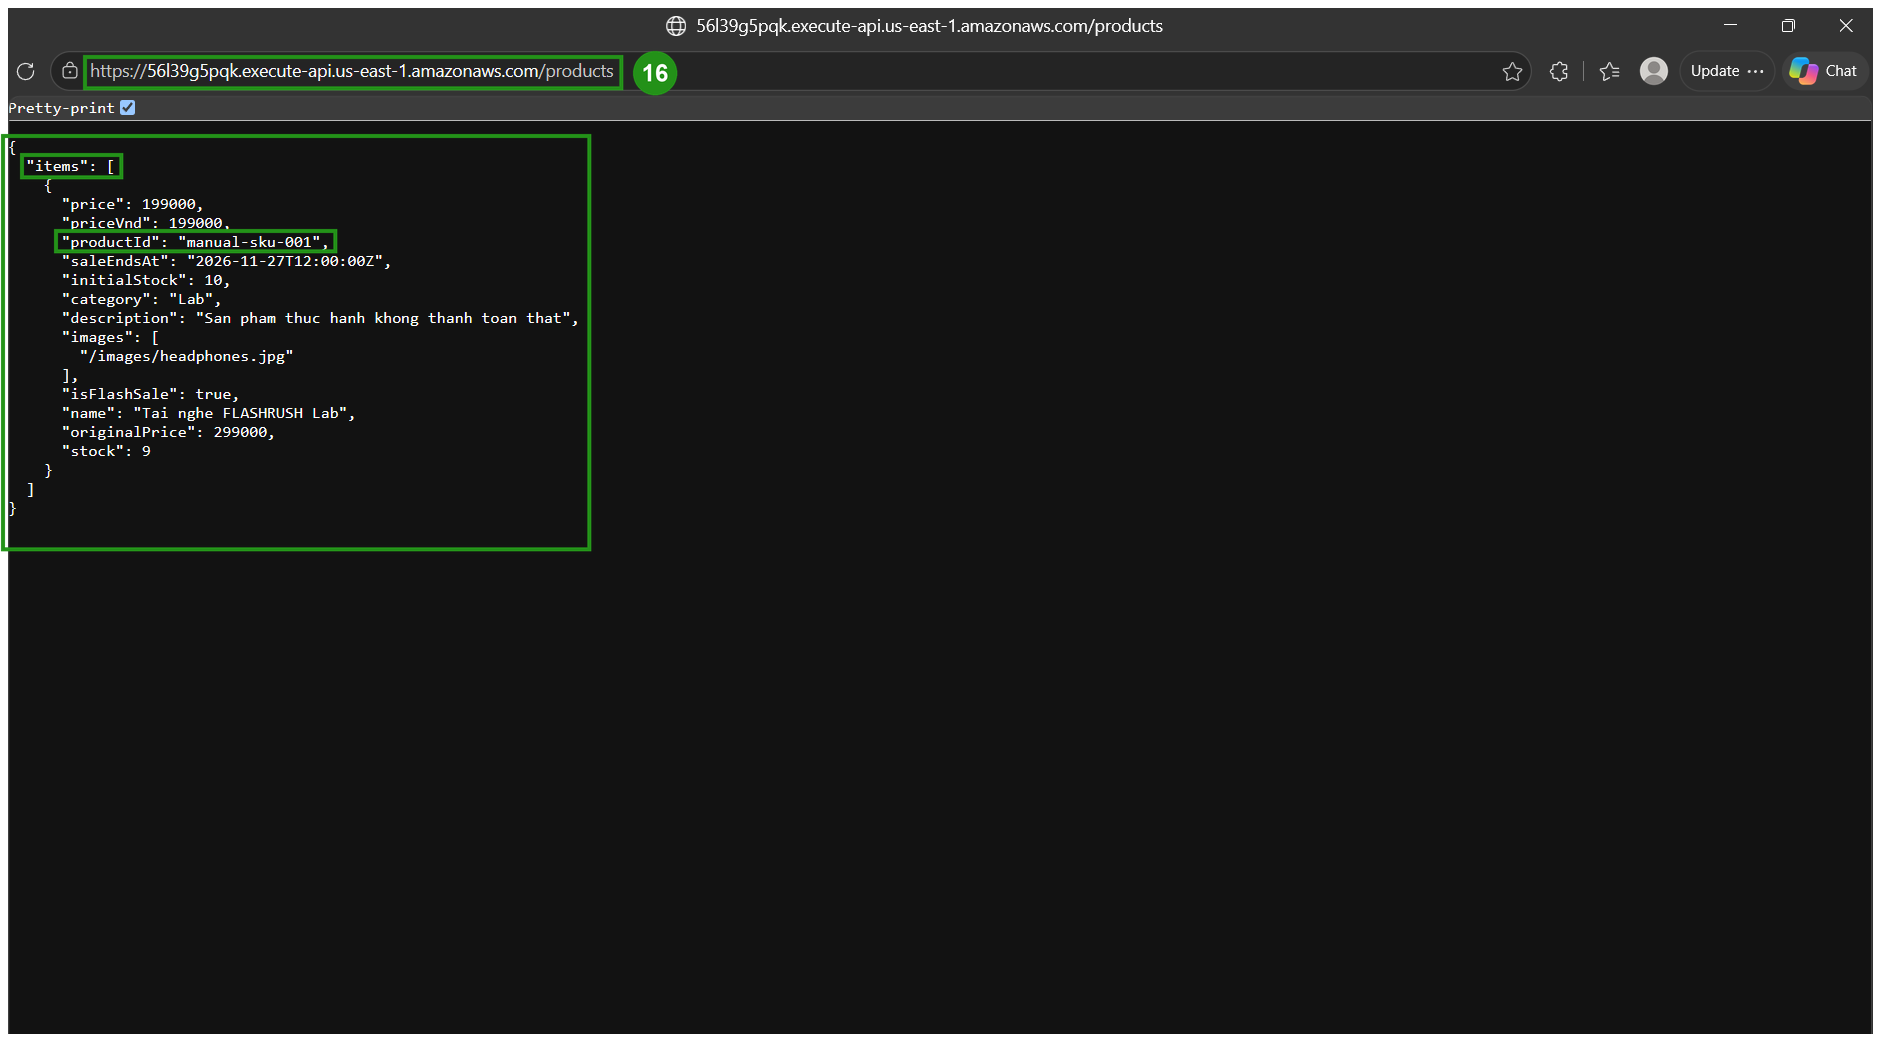 56l39g5pqk.execute-api.us-east-1.amazonaws.com/products
https://56l39g5pqk.execute-api.us-east-1.amazonaws.com/products
16
Update
Chat
Pretty-print
{
"items": [
{
"price": 199000,
"priceVnd": 199000,
"productId": "manual-sku-001",
"saleEndsAt": "2026-11-27T12:00:00Z",
"initialStock": 10,
"category": "Lab",
"description": "San pham thuc hanh khong thanh toan that",
"images": [
"/images/headphones.jpg"
],
"isFlashSale": true,
"name": "Tai nghe FLASHRUSH Lab",
"originalPrice": 299000,
"stock": 9
}
]
}